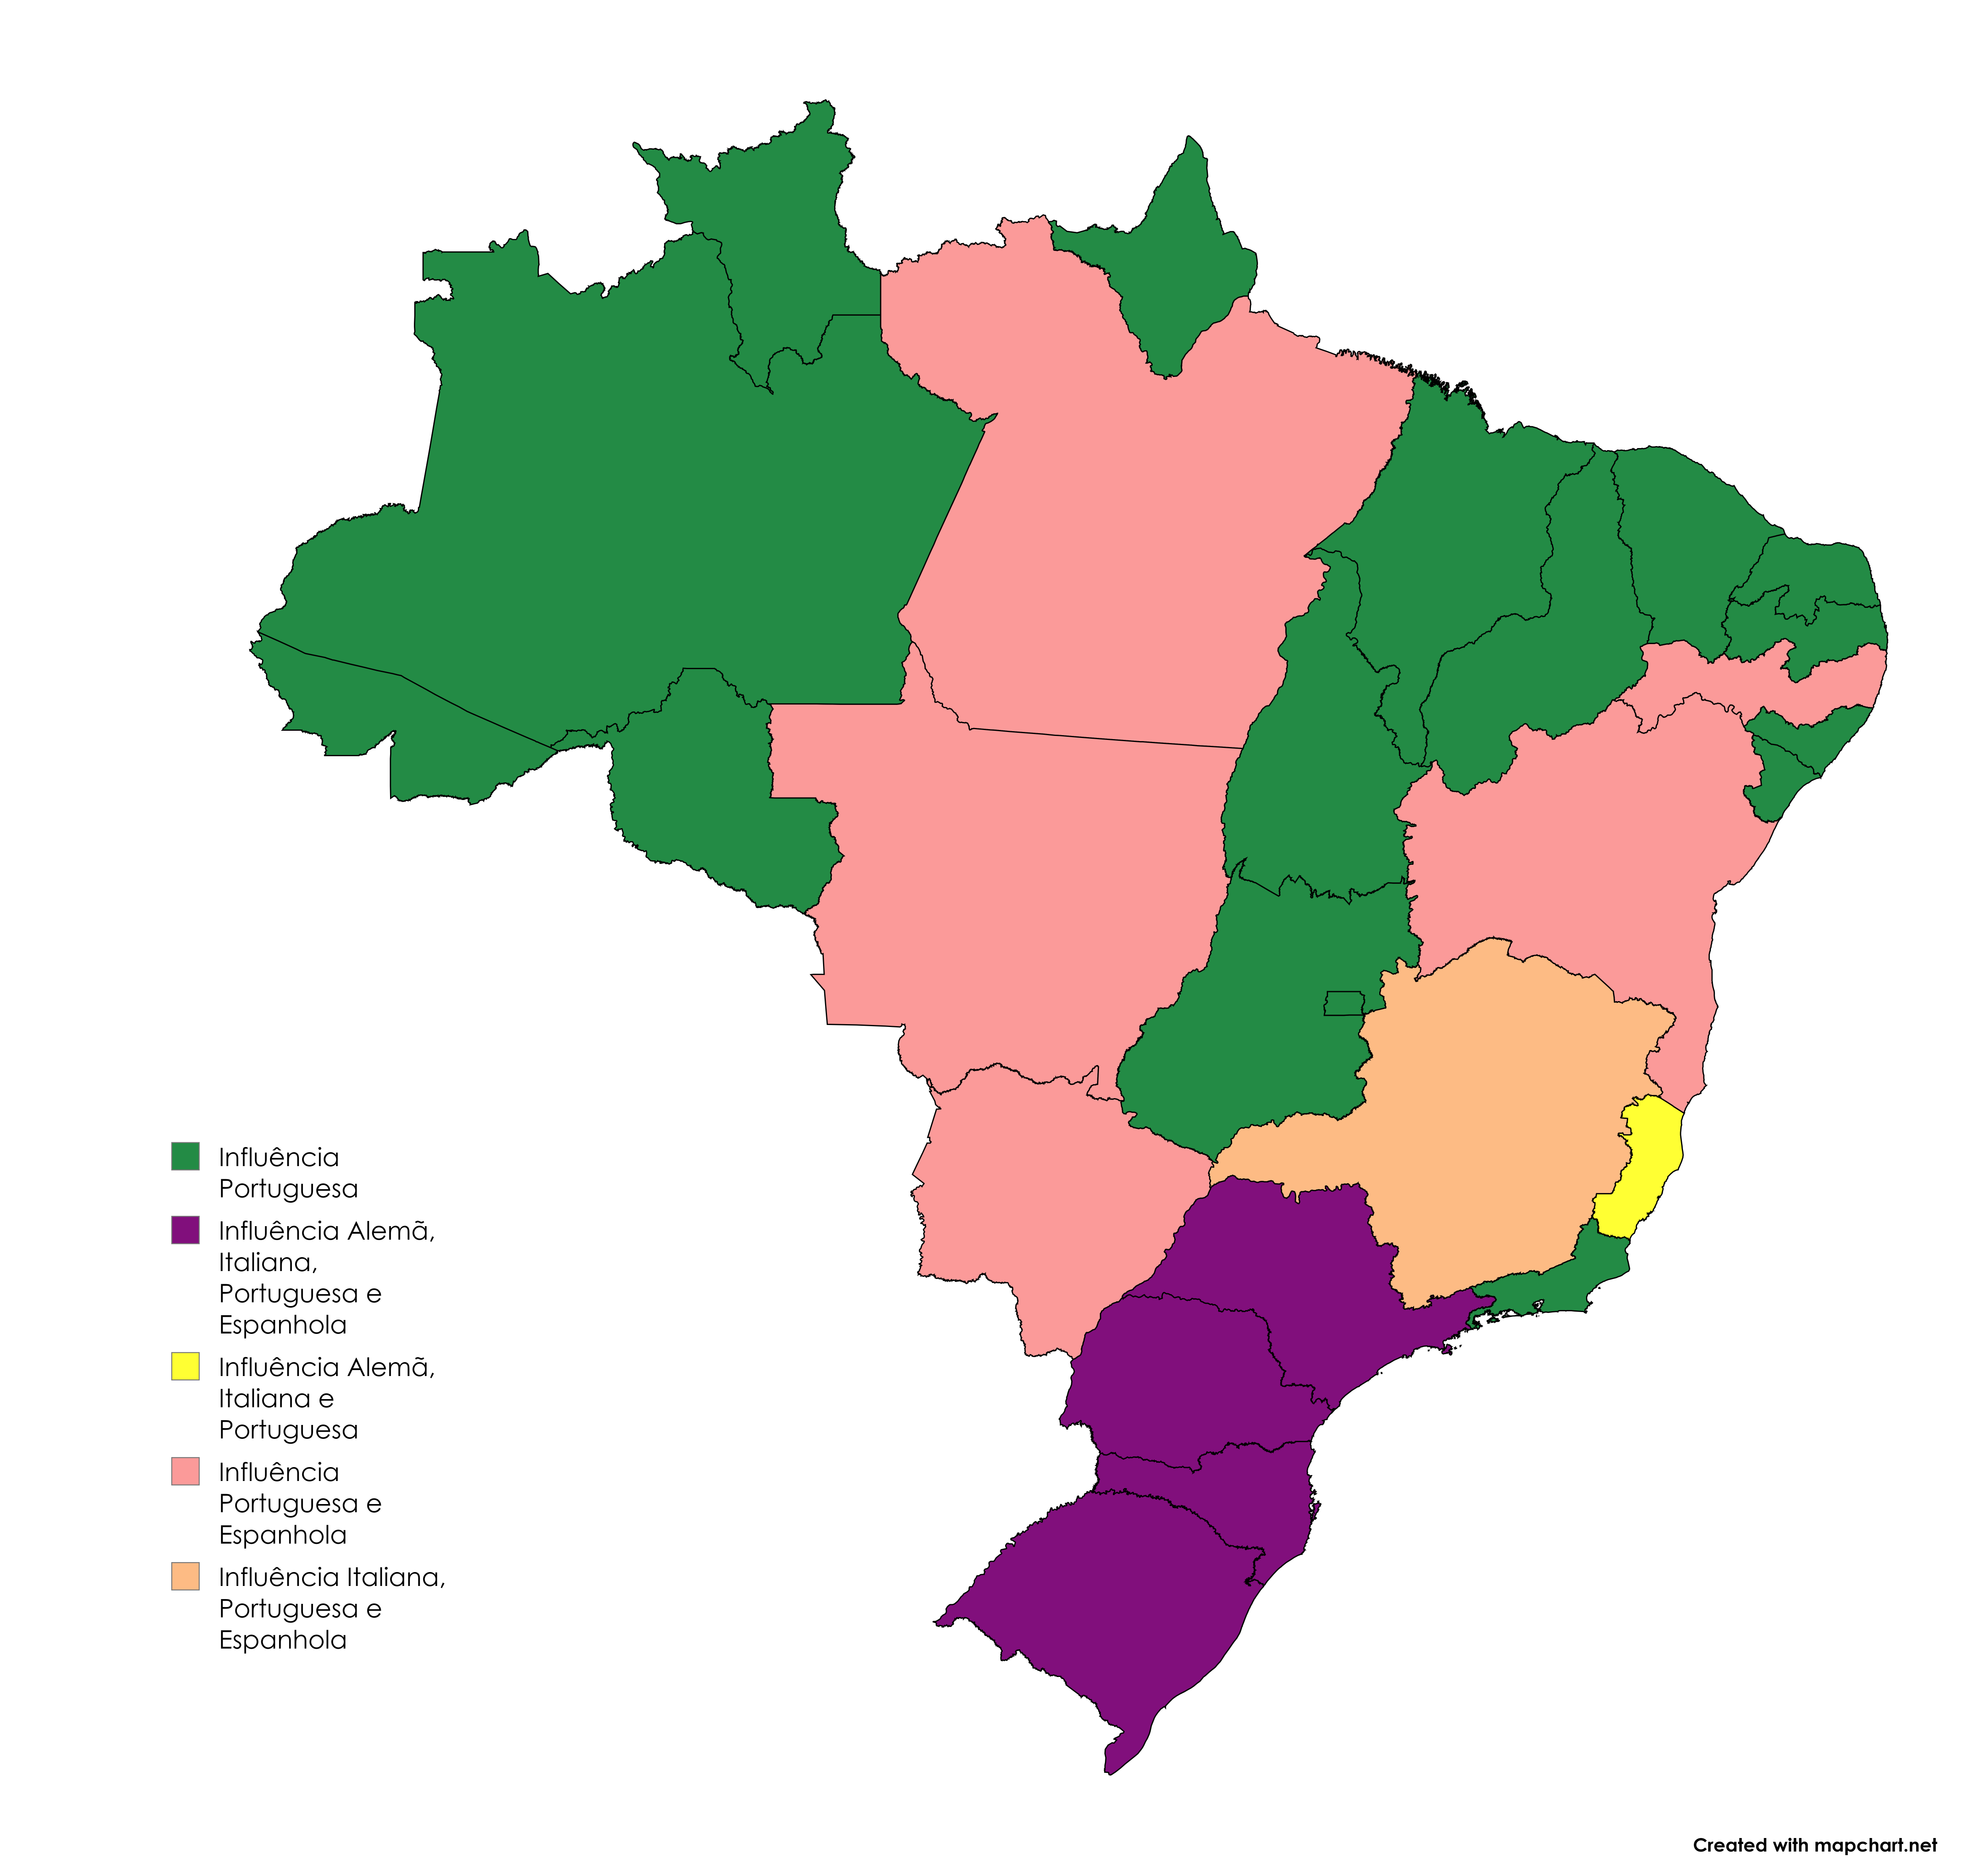 Influência
Portuguesa
Influência Alemã,
Italiana,
Portuguesa e
Espanhola
Influência Alemã,
Italiana e
Portuguesa
Influência
Portuguesa e
Espanhola
Influência Italiana,
Portuguesa e
Espanhola
Created with mapchart.net